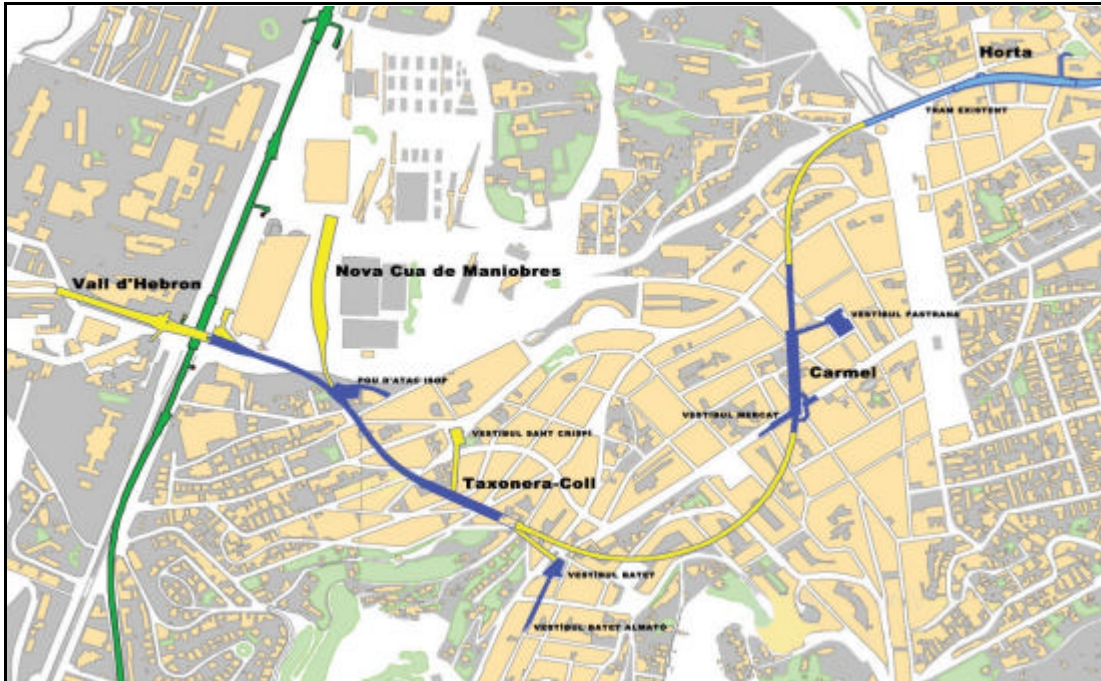 Horta
TRAM EXISTENT
Nova Cua de Maniobres
Vall d'Hebron
VESTÍBUL PASTRANA
Carmel
POU D'ATAC ISOP
VESTÍBUL MERCAT
VESTÍBUL SANT CRISPÍ
Taxonera-Coll
VESTÍBUL BATET
VESTÍBUL BATET ALMATÓ